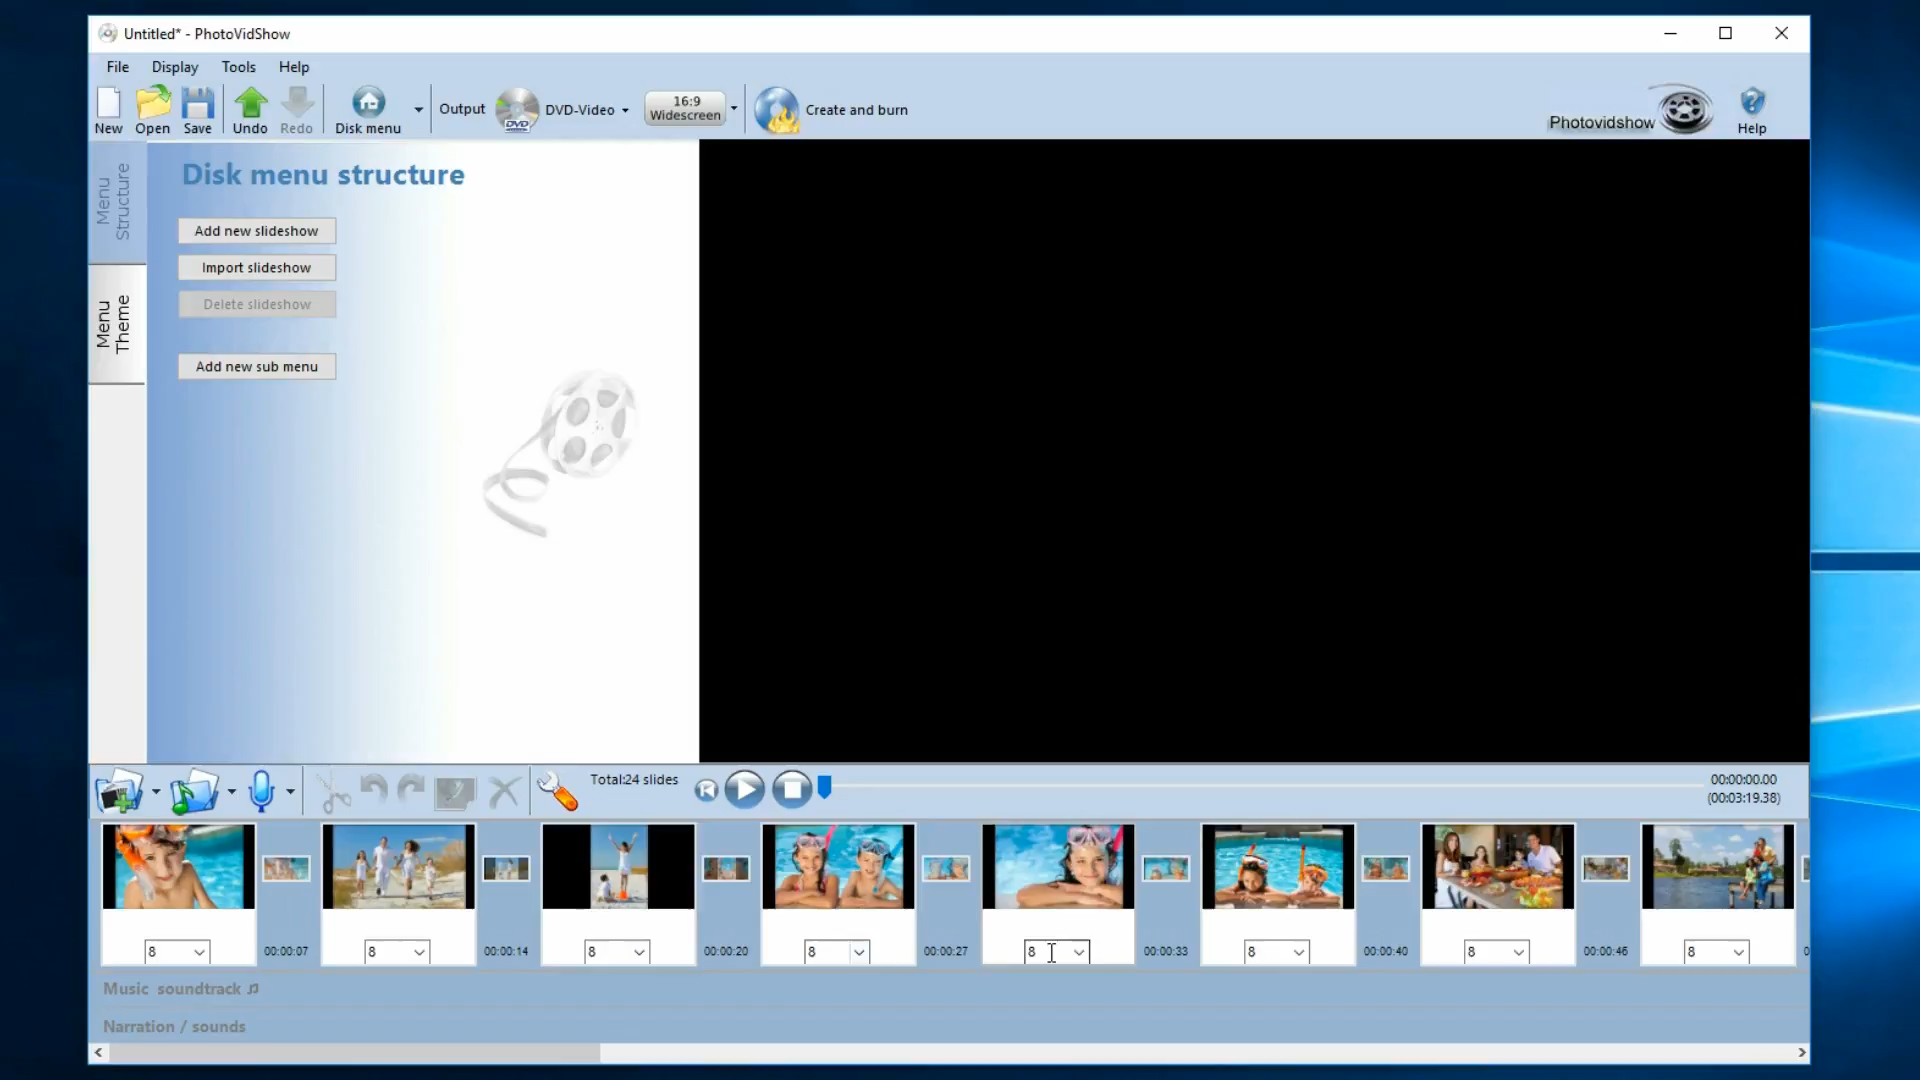 Untitled* - PhotoVidShow
File Display Tools Help
New Open Save Undo Redo Disk menu Output DVD DVD-Video 16:9 Widescreen Create and burn Photovidshow Help
Menu Structure
Menu Theme
Disk menu structure
Add new slideshow
Import slideshow
Delete slideshow
Add new sub menu
Total:24 slides
00:00:00.00
(00:03:19.38)
8 00:00:07 8 00:00:14 8 00:00:20 8 00:00:27 8 00:00:33 8 00:00:40 8 00:00:46 8
Music soundtrack
Narration / sounds